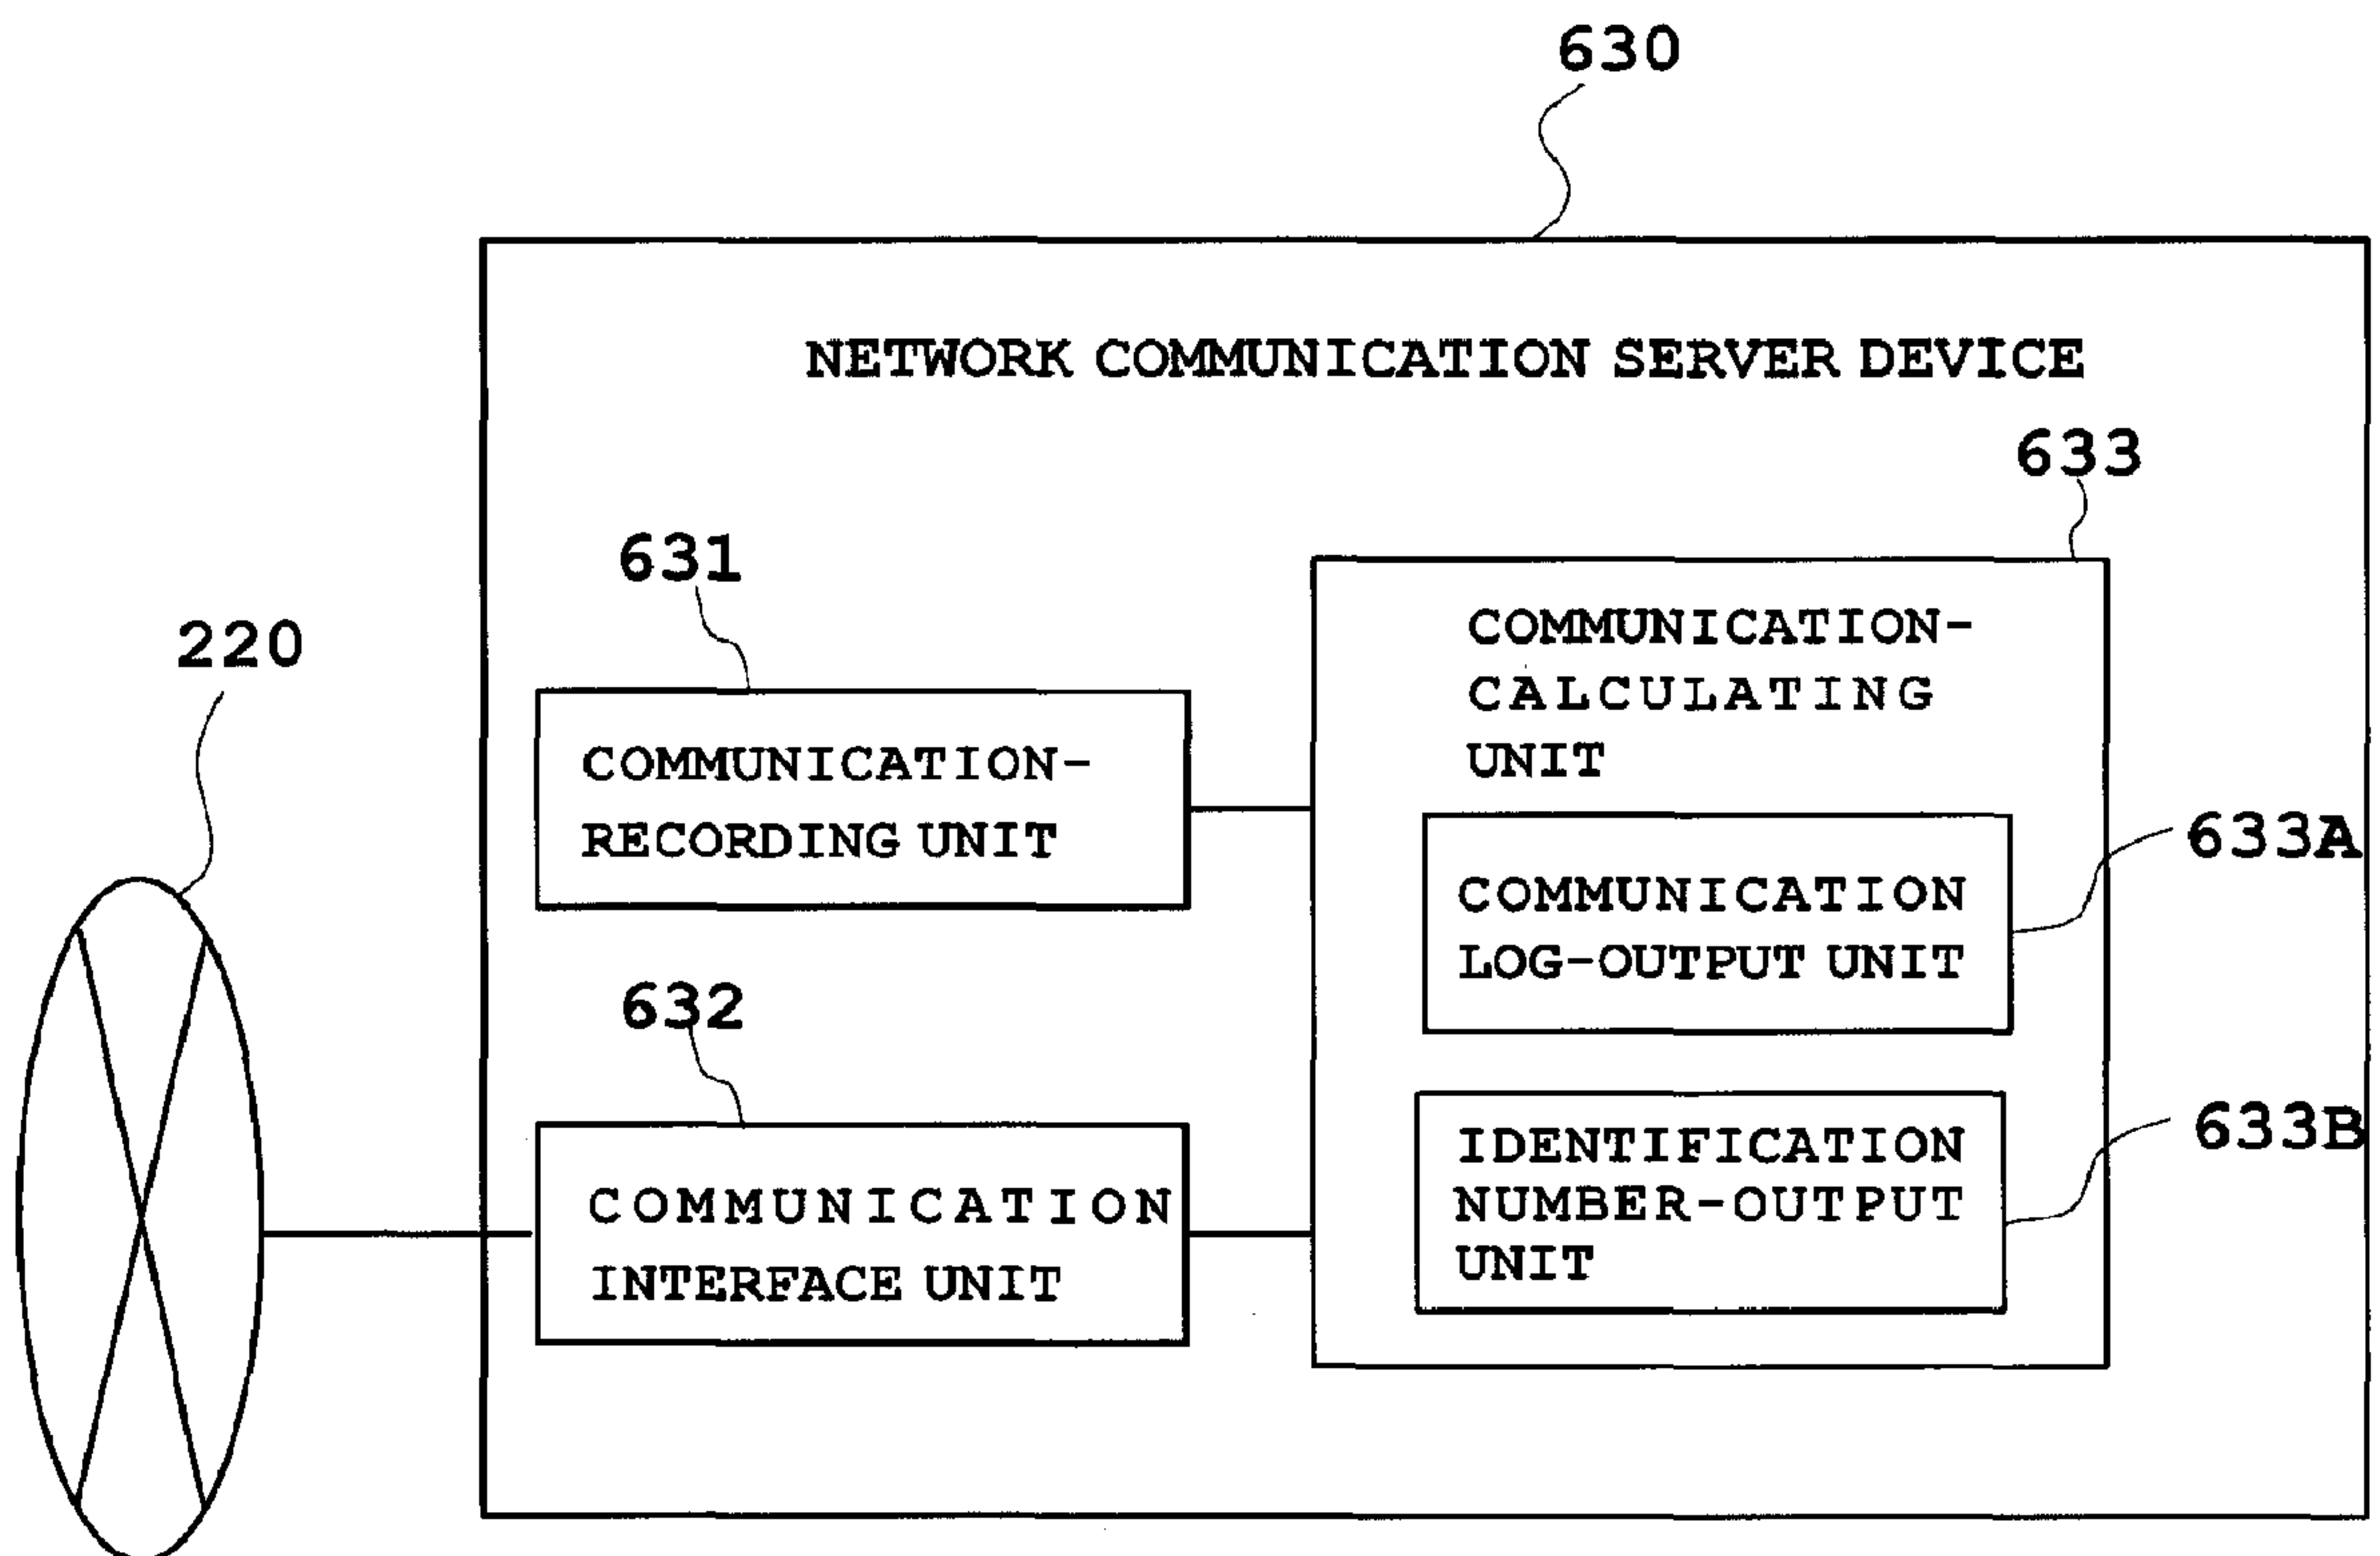 630
NETWORK COMMUNICATION SERVER DEVICE
633
631
COMMUNICATION-
CALCULATING
UNIT
220
COMMUNICATION-
RECORDING UNIT
633A
COMMUNICATION
LOG-OUTPUT UNIT
632
633B
IDENTIFICATION
NUMBER-OUTPUT
UNIT
COMMUNICATION
INTERFACE UNIT